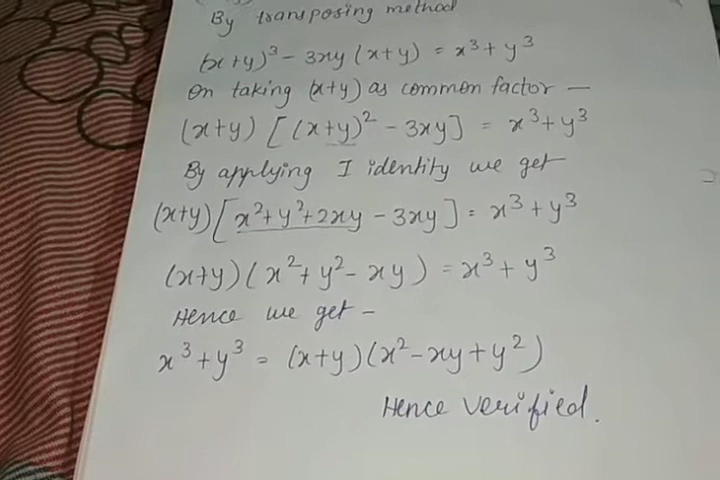 By transposing method
(x+y)³ - 3xy (x+y) = x³ + y³
On taking (x+y) as common factor —
(x+y) [(x+y)² - 3xy] = x³ + y³
By applying I identity we get
(x+y) [x² + y² + 2xy - 3xy] = x³ + y³
(x+y) (x² + y² - xy) = x³ + y³
Hence we get -
x³ + y³ = (x+y) (x² - xy + y²)
Hence verified.